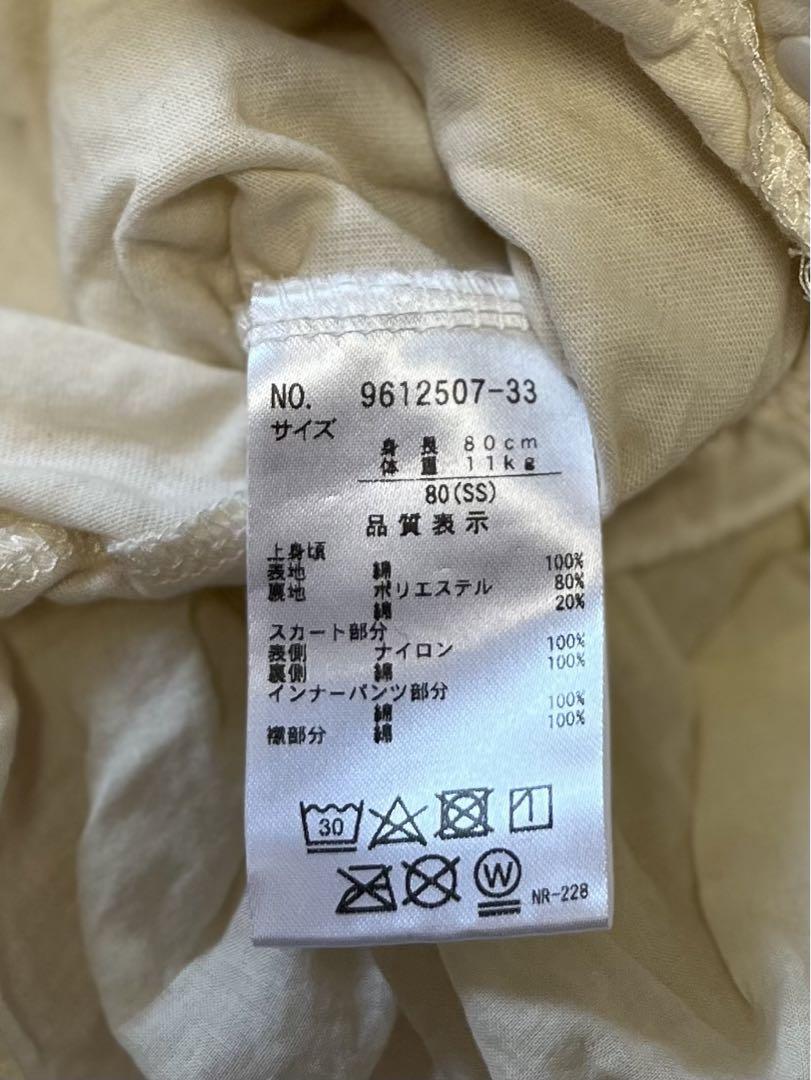 NO. 9612507-33
サイズ
身長 80cm
体重 11kg
80(SS)
品質表示
上身頃
表地 綿 100%
裏地 ポリエステル 80%
綿 20%
スカート部分
表側 ナイロン 100%
裏側 綿 100%
インナーパンツ部分
綿 100%
襟部分 綿 100%
30
W NR-228